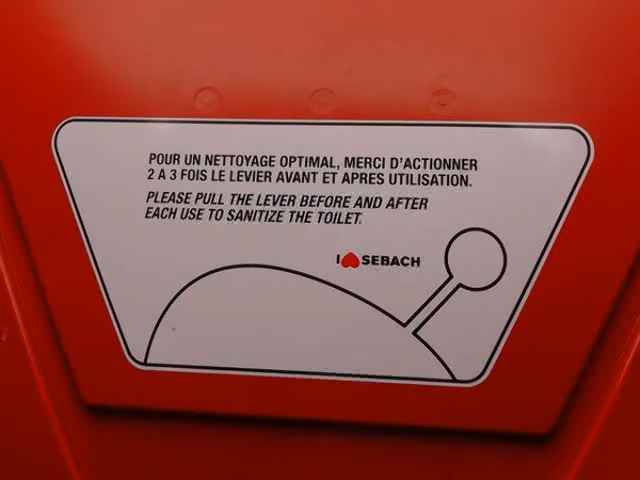 POUR UN NETTOYAGE OPTIMAL, MERCI D'ACTIONNER
2 A 3 FOIS LE LEVIER AVANT ET APRES UTILISATION.
PLEASE PULL THE LEVER BEFORE AND AFTER
EACH USE TO SANITIZE THE TOILET.
I ♥ SEBACH